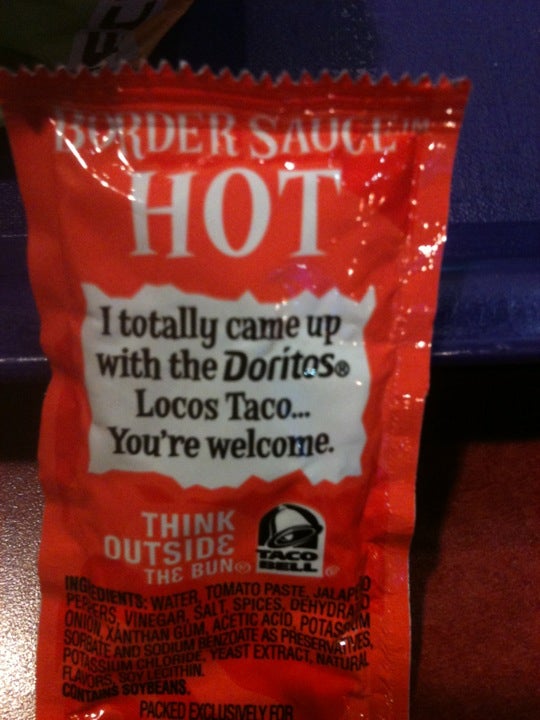 BORDER SAUCE™
HOT
I totally came up
with the Doritos®
Locos Taco...
You're welcome.
THINK
OUTSIDE
THE BUN®
TACO
BELL®
INGREDIENTS: WATER, TOMATO PASTE, JALAPEÑO
PEPPERS, VINEGAR, SALT, SPICES, DEHYDRATED
ONION, XANTHAN GUM, ACETIC ACID, POTASSIUM
SORBATE AND SODIUM BENZOATE AS PRESERVATIVES,
POTASSIUM CHLORIDE, YEAST EXTRACT, NATURAL
FLAVORS, SOY LECITHIN.
CONTAINS SOYBEANS.
PACKED EXCLUSIVELY FOR